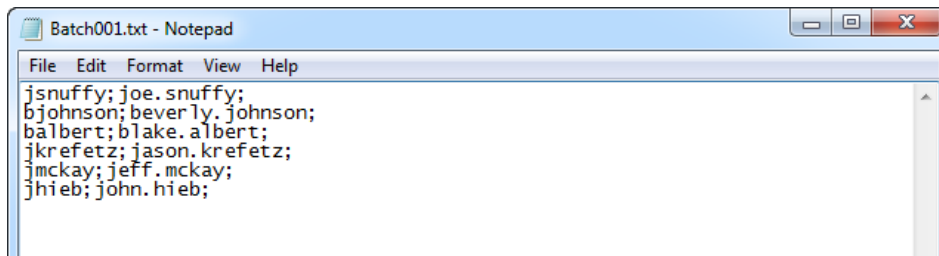 Batch001.txt - Notepad
File Edit Format View Help
jsnuffy;joe.snuffy;
bjohnson;beverly.johnson;
balbert;blake.albert;
jkrefetz;jason.krefetz;
jmckay;jeff.mckay;
jhieb;john.hieb;